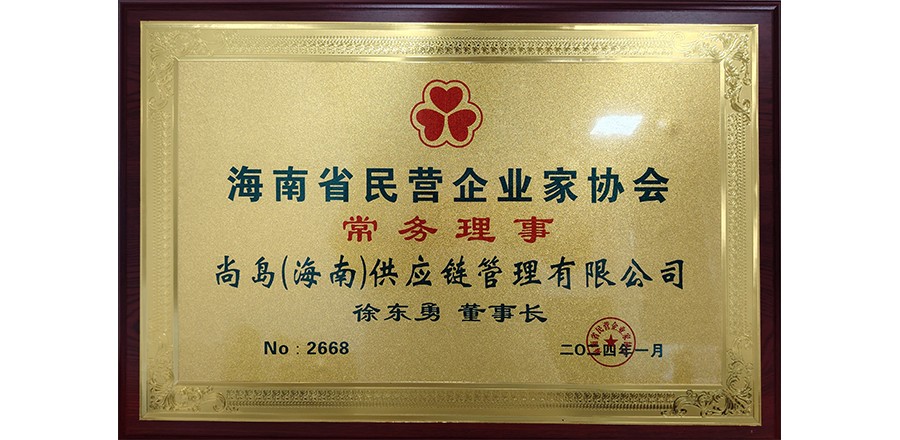 海南省民营企业家协会
常务理事
尚岛(海南)供应链管理有限公司
徐东勇 董事长
No：2668
二〇二四年一月